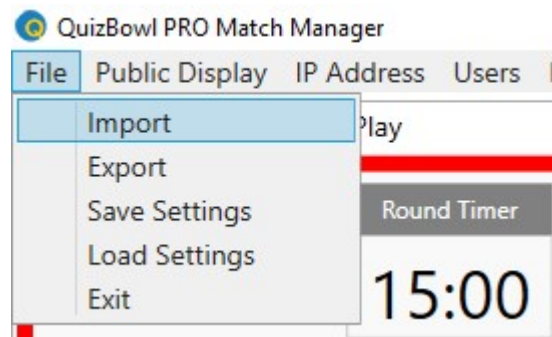 QuizBowl PRO Match Manager
File Public Display IP Address Users
Import
Play
Export
Save Settings
Round Timer
Load Settings
15:00
Exit